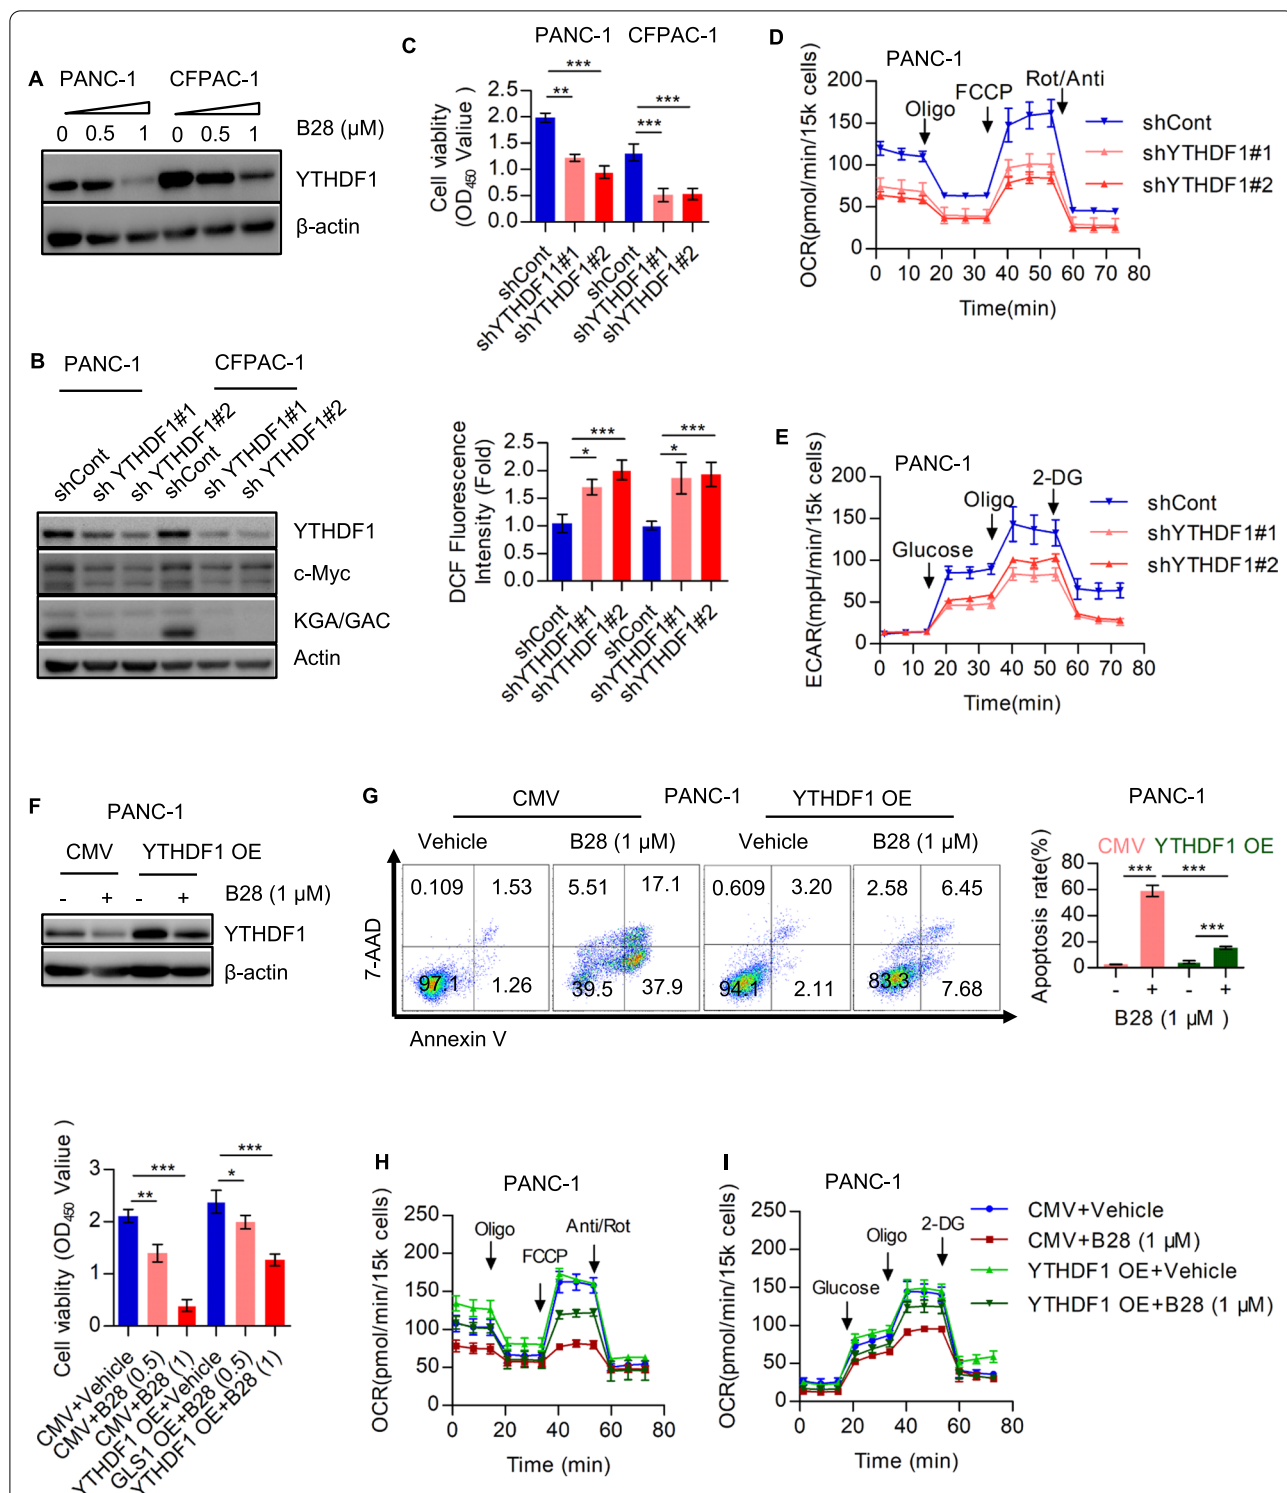 A
PANC-1 CFPAC-1
0 0.5 1 0 0.5 1 B28 (μM)
YTHDF1
β-actin
B
PANC-1 CFPAC-1
shCont
sh YTHDF1#1
sh YTHDF1#2
shCont
sh YTHDF1#1
sh YTHDF1#2
YTHDF1
c-Myc
KGA/GAC
Actin
C
PANC-1 CFPAC-1
Cell viability
(OD450 Valiue )
2.5
2.0
1.5
1.0
0.5
0.0
** *** *** ***
shCont
shYTHDF11#1
shYTHDF1#2
shCont
shYTHDF1#1
shYTHDF1#2
DCF Fluorescence
Intensity (Fold)
2.5
2.0
1.5
1.0
0.5
0.0
* *** * ***
shCont
shYTHDF1#1
shYTHDF1#2
shCont
shYTHDF1#1
shYTHDF1#2
D
PANC-1
OCR(pmol/min/15k cells)
200
150
100
50
0
Oligo FCCP Rot/Anti
0 10 20 30 40 50 60 70 80
Time(min)
shCont
shYTHDF1#1
shYTHDF1#2
E
PANC-1
ECAR(mpH/min/15k cells)
200
150
100
50
0
Glucose Oligo 2-DG
0 10 20 30 40 50 60 70 80
Time(min)
shCont
shYTHDF1#1
shYTHDF1#2
F
PANC-1
CMV YTHDF1 OE
- + - + B28 (1 μM)
YTHDF1
β-actin
Cell viablity (OD450 Valiue )
3
2
1
0
** *** * ***
CMV+Vehicle
CMV+B28 (0.5)
CMV+B28 (1)
YTHDF1 OE+Vehicle
GLS1 OE+B28 (0.5)
YTHDF1 OE+B28 (1)
G
CMV PANC-1 YTHDF1 OE
Vehicle B28 (1 μM) Vehicle B28 (1 μM)
7-AAD
0.109 1.53 5.51 17.1 0.609 3.20 2.58 6.45
97.1 1.26 39.5 37.9 94.1 2.11 83.3 7.68
Annexin V
PANC-1
CMV YTHDF1 OE
Apoptosis rate(%)
80
60
40
20
0
*** *** ***
- + - +
B28 (1 μM )
H
PANC-1
OCR(pmol/min/15k cells)
250
200
150
100
50
0
Oligo FCCP Anti/Rot
0 20 40 60 80
Time (min)
I
PANC-1
OCR(pmol/min/15k cells)
250
200
150
100
50
0
Glucose Oligo 2-DG
0 20 40 60 80
Time (min)
CMV+Vehicle
CMV+B28 (1 μM)
YTHDF1 OE+Vehicle
YTHDF1 OE+B28 (1 μM)